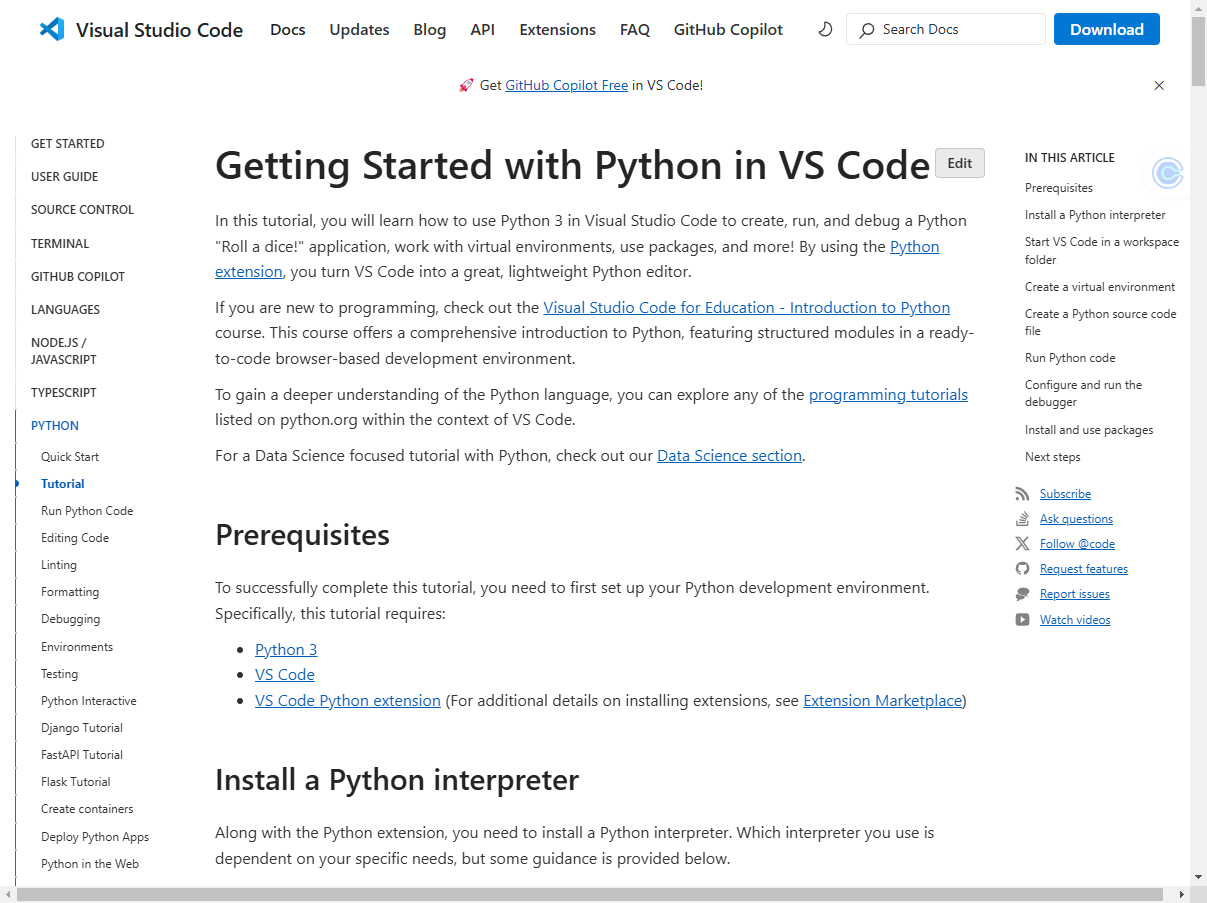 Visual Studio Code
Docs
Updates
Blog
API
Extensions
FAQ
GitHub Copilot
Search Docs
Download
Get GitHub Copilot Free in VS Code!
GET STARTED
USER GUIDE
SOURCE CONTROL
TERMINAL
GITHUB COPILOT
LANGUAGES
NODE.JS /
JAVASCRIPT
TYPESCRIPT
PYTHON
Quick Start
Tutorial
Run Python Code
Editing Code
Linting
Formatting
Debugging
Environments
Testing
Python Interactive
Django Tutorial
FastAPI Tutorial
Flask Tutorial
Create containers
Deploy Python Apps
Python in the Web
Getting Started with Python in VS Code
Edit
In this tutorial, you will learn how to use Python 3 in Visual Studio Code to create, run, and debug a Python
"Roll a dice!" application, work with virtual environments, use packages, and more! By using the Python
extension, you turn VS Code into a great, lightweight Python editor.
If you are new to programming, check out the Visual Studio Code for Education - Introduction to Python
course. This course offers a comprehensive introduction to Python, featuring structured modules in a ready-
to-code browser-based development environment.
To gain a deeper understanding of the Python language, you can explore any of the programming tutorials
listed on python.org within the context of VS Code.
For a Data Science focused tutorial with Python, check out our Data Science section.
Prerequisites
To successfully complete this tutorial, you need to first set up your Python development environment.
Specifically, this tutorial requires:
Python 3
VS Code
VS Code Python extension (For additional details on installing extensions, see Extension Marketplace)
Install a Python interpreter
Along with the Python extension, you need to install a Python interpreter. Which interpreter you use is
dependent on your specific needs, but some guidance is provided below.
IN THIS ARTICLE
Prerequisites
Install a Python interpreter
Start VS Code in a workspace
folder
Create a virtual environment
Create a Python source code
file
Run Python code
Configure and run the
debugger
Install and use packages
Next steps
Subscribe
Ask questions
Follow @code
Request features
Report issues
Watch videos